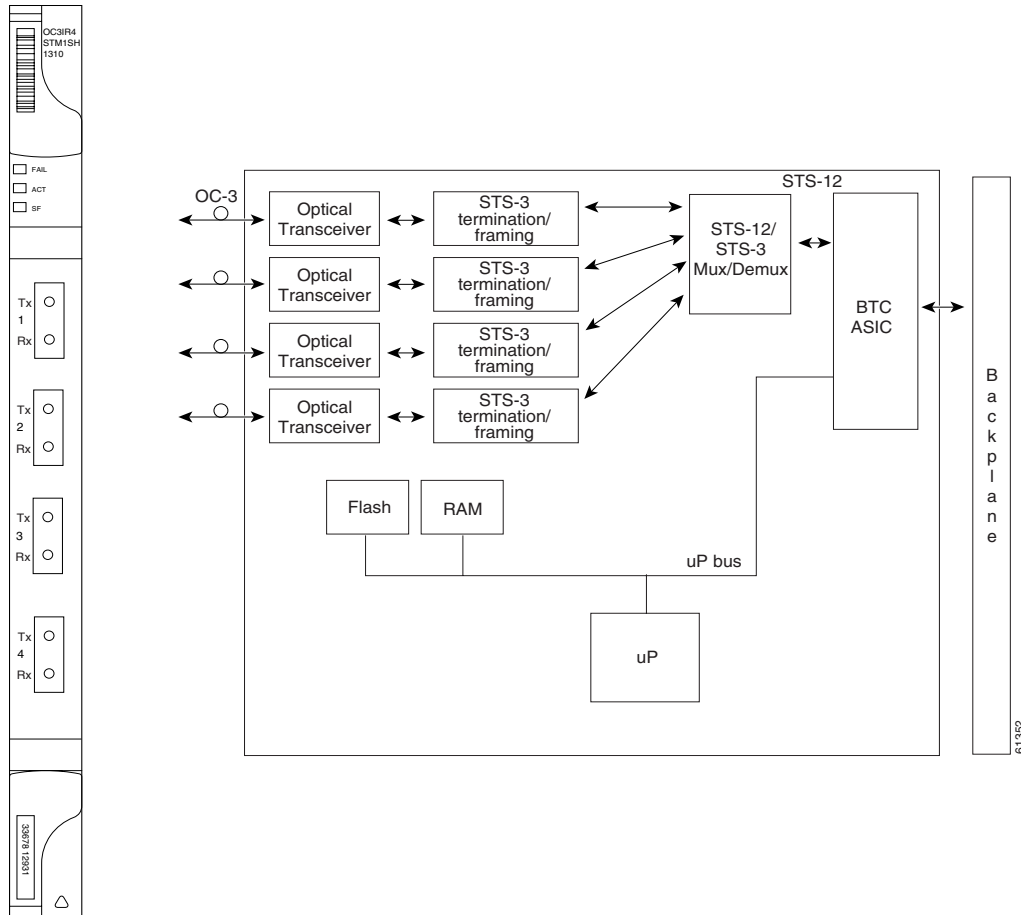 OC3IR4
STM1SH
1310
FAIL
ACT
SF
Tx
1
Rx
Tx
2
Rx
Tx
3
Rx
Tx
4
Rx
33678 12931
OC-3
Optical
Transceiver
STS-3
termination/
framing
Optical
Transceiver
STS-3
termination/
framing
Optical
Transceiver
STS-3
termination/
framing
Optical
Transceiver
STS-3
termination/
framing
STS-12/
STS-3
Mux/Demux
STS-12
BTC
ASIC
Flash
RAM
uP bus
uP
Backplane
61352